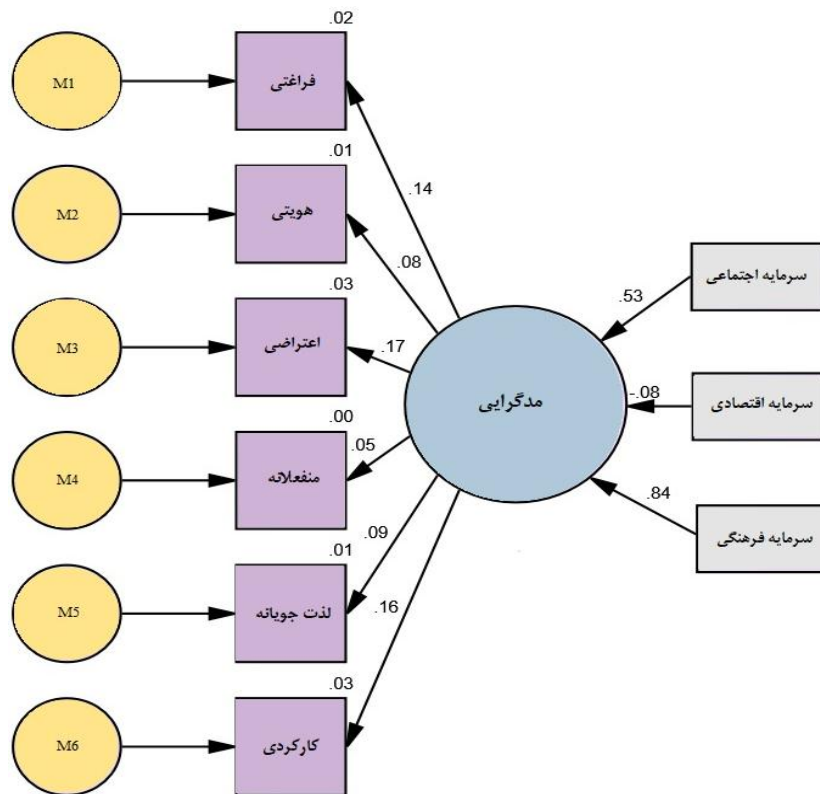 .02
M1
فراغتی
.14
.01
M2
هویتی
.08
سرمایه اجتماعی
.53
.03
M3
اعتراضی
.17
مدگرایی
-.08
سرمایه اقتصادی
.00
.05
M4
منفعلانه
.84
سرمایه فرهنگی
.09
.01
M5
لذت جویانه
.16
.03
M6
کارکردی